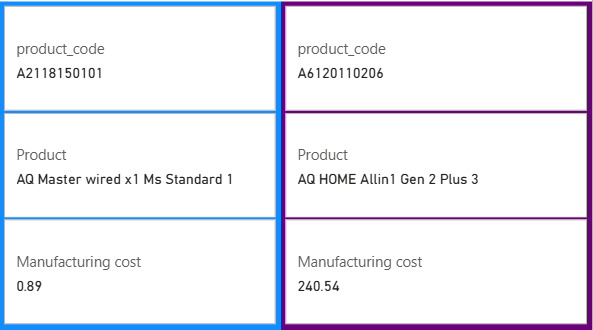 product_code
A2118150101
Product
AQ Master wired x1 Ms Standard 1
Manufacturing cost
0.89
product_code
A6120110206
Product
AQ HOME Allin1 Gen 2 Plus 3
Manufacturing cost
240.54